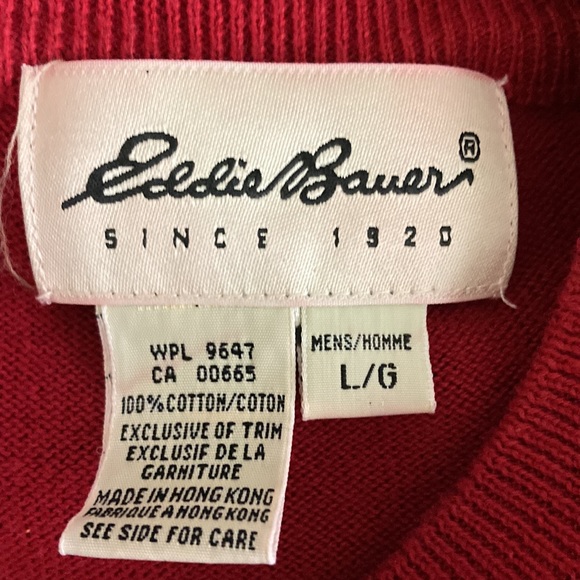 Eddie Bauer®
SINCE 1920
WPL 9647
CA 00665
100% COTTON/COTON
EXCLUSIVE OF TRIM
EXCLUSIF DE LA
GARNITURE
MADE IN HONG KONG
FABRIQUE A HONG KONG
SEE SIDE FOR CARE
MENS/HOMME
L/G